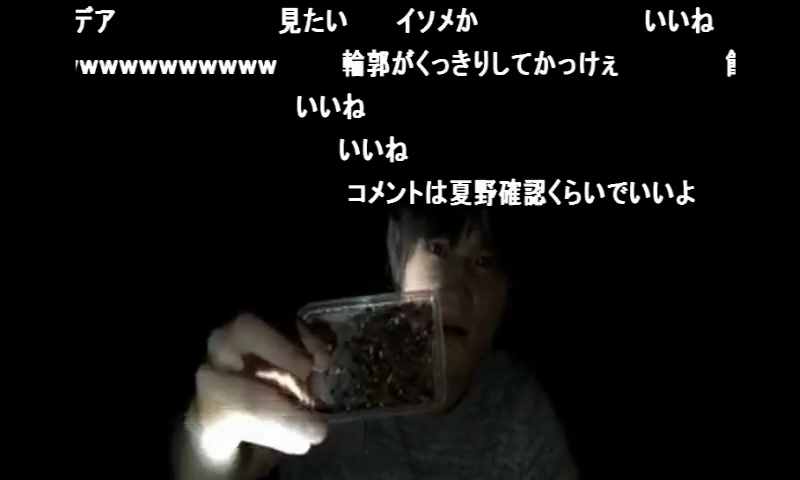 デア 見たい イソメか いいね
wwwwwwwwwwww 輪郭がくっきりしてかっけぇ
いいね
いいね
コメントは夏野確認くらいでいいよ